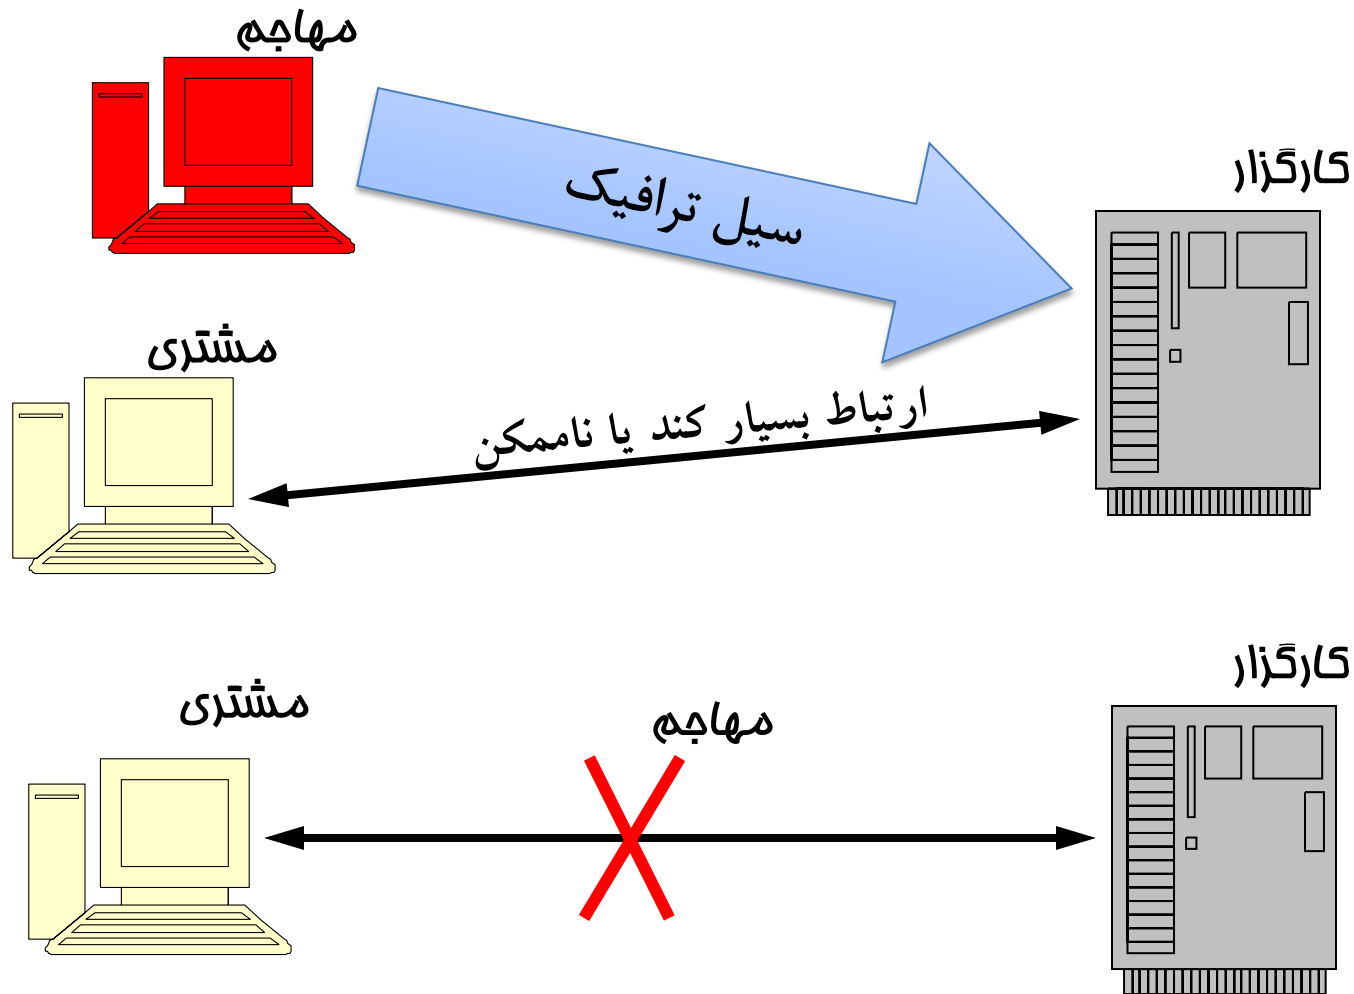 مهاجم
کارگزار
سیل ترافیک
مشتری
ارتباط بسیار کند یا ناممکن
کارگزار
مشتری
مهاجم